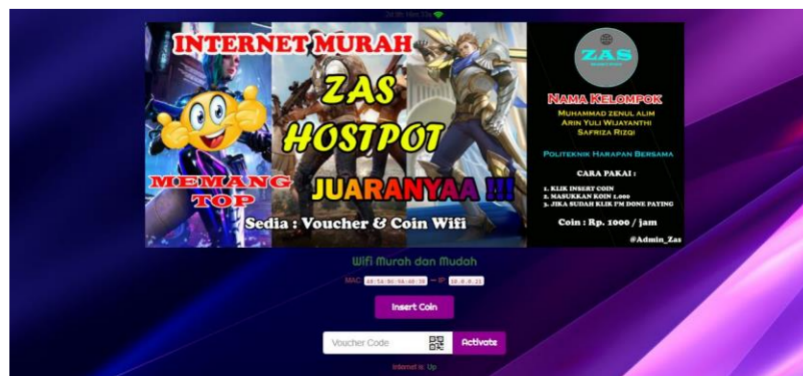 INTERNET MURAH
ZAS
HOSTPOT
MEMANG
TOP
JUARANYAA !!!
Sedia : Voucher & Coin Wifi
ZAS
NAMA KELOMPOK
MUHAMMAD ZENUL ALIM
ARIN YULI WIJAYANTHI
SAFRIZA RIZQI
POLITEKNIK HARAPAN BERSAMA
CARA PAKAI :
1. KLIK INSERT COIN
2. MASUKKAN KOIN 1.000
3. JIKA SUDAH KLIK I'M DONE PAYING
Coin : Rp. 1000 / jam
@Admin_Zas
Wifi Murah dan Mudah
MAC: — IP:
Insert Coin
Voucher Code
Activate
Internet is: Up